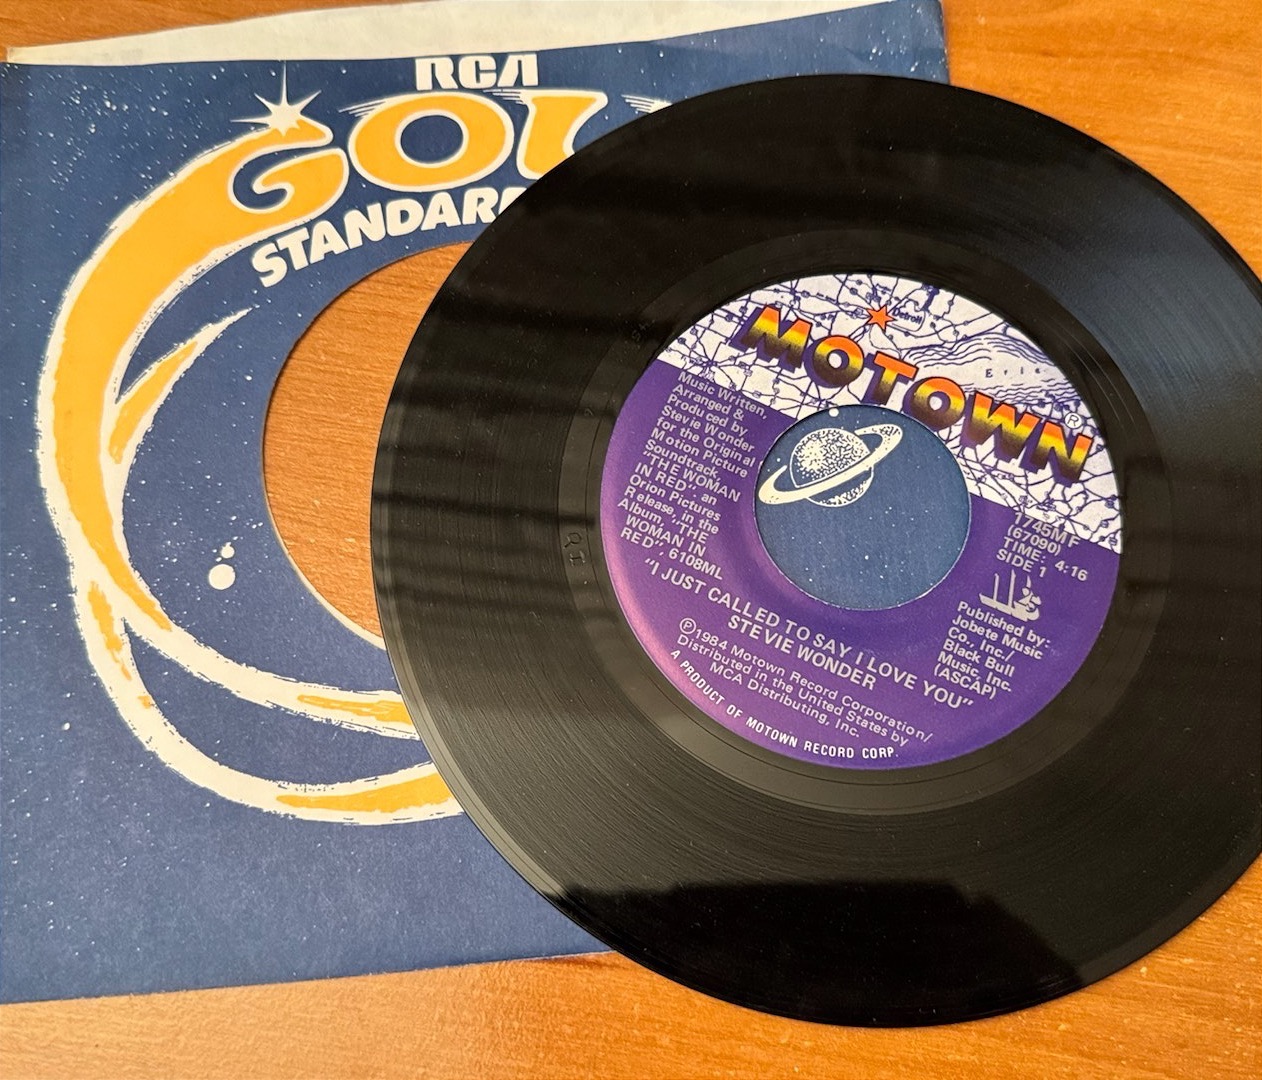 RCA
GOL
STANDAR
Detroit
MOTOWN®
Erie
Music Written,
Arranged &
Produced by
Stevie Wonder
for the Original
Motion Picture
Soundtrack,
"THE WOMAN
IN RED", an
Orion Pictures
Release, in the
Album, "THE
WOMAN IN
RED", 6108ML
1745MF
(67090)
TIME: 4:16
SIDE 1
Published by:
Jobete Music
Co., Inc./
Black Bull
Music, Inc.
(ASCAP)
"I JUST CALLED TO SAY I LOVE YOU"
STEVIE WONDER
℗1984 Motown Record Corporation/
Distributed in the United States by
MCA Distributing, Inc.
A PRODUCT OF MOTOWN RECORD CORP.